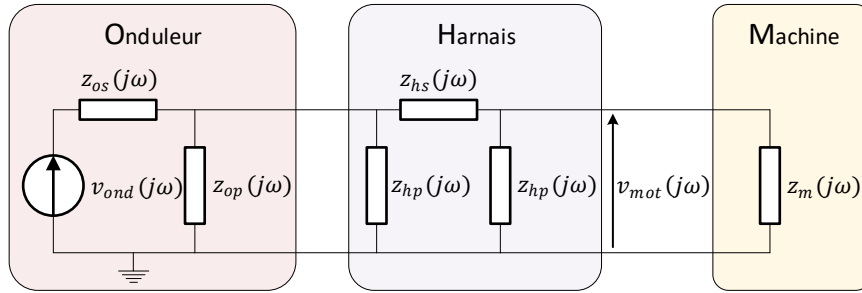 Onduleur
Harnais
Machine
z_os(jω)
z_hs(jω)
v_ond(jω)
z_op(jω)
z_hp(jω)
z_hp(jω)
v_mot(jω)
z_m(jω)